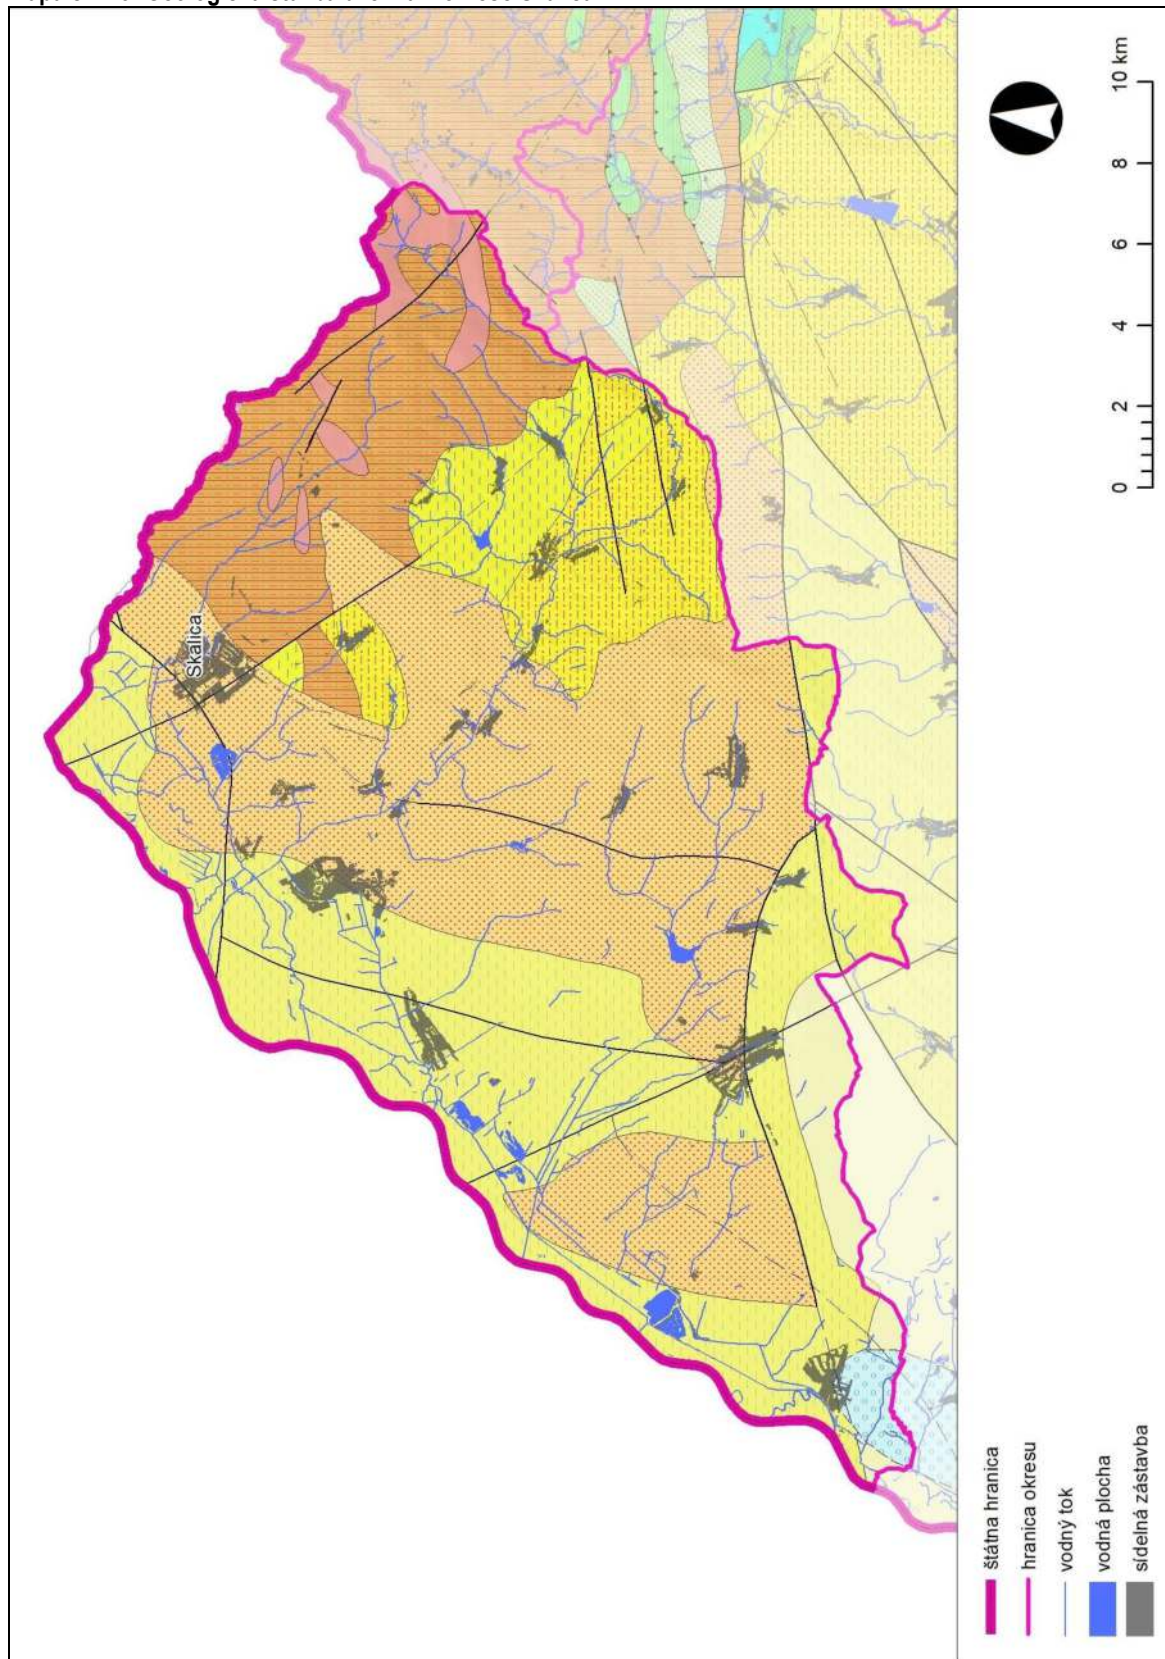 Skalica
štátna hranica
hranica okresu
vodný tok
vodná plocha
sídelná zástavba
0 2 4 6 8 10 km